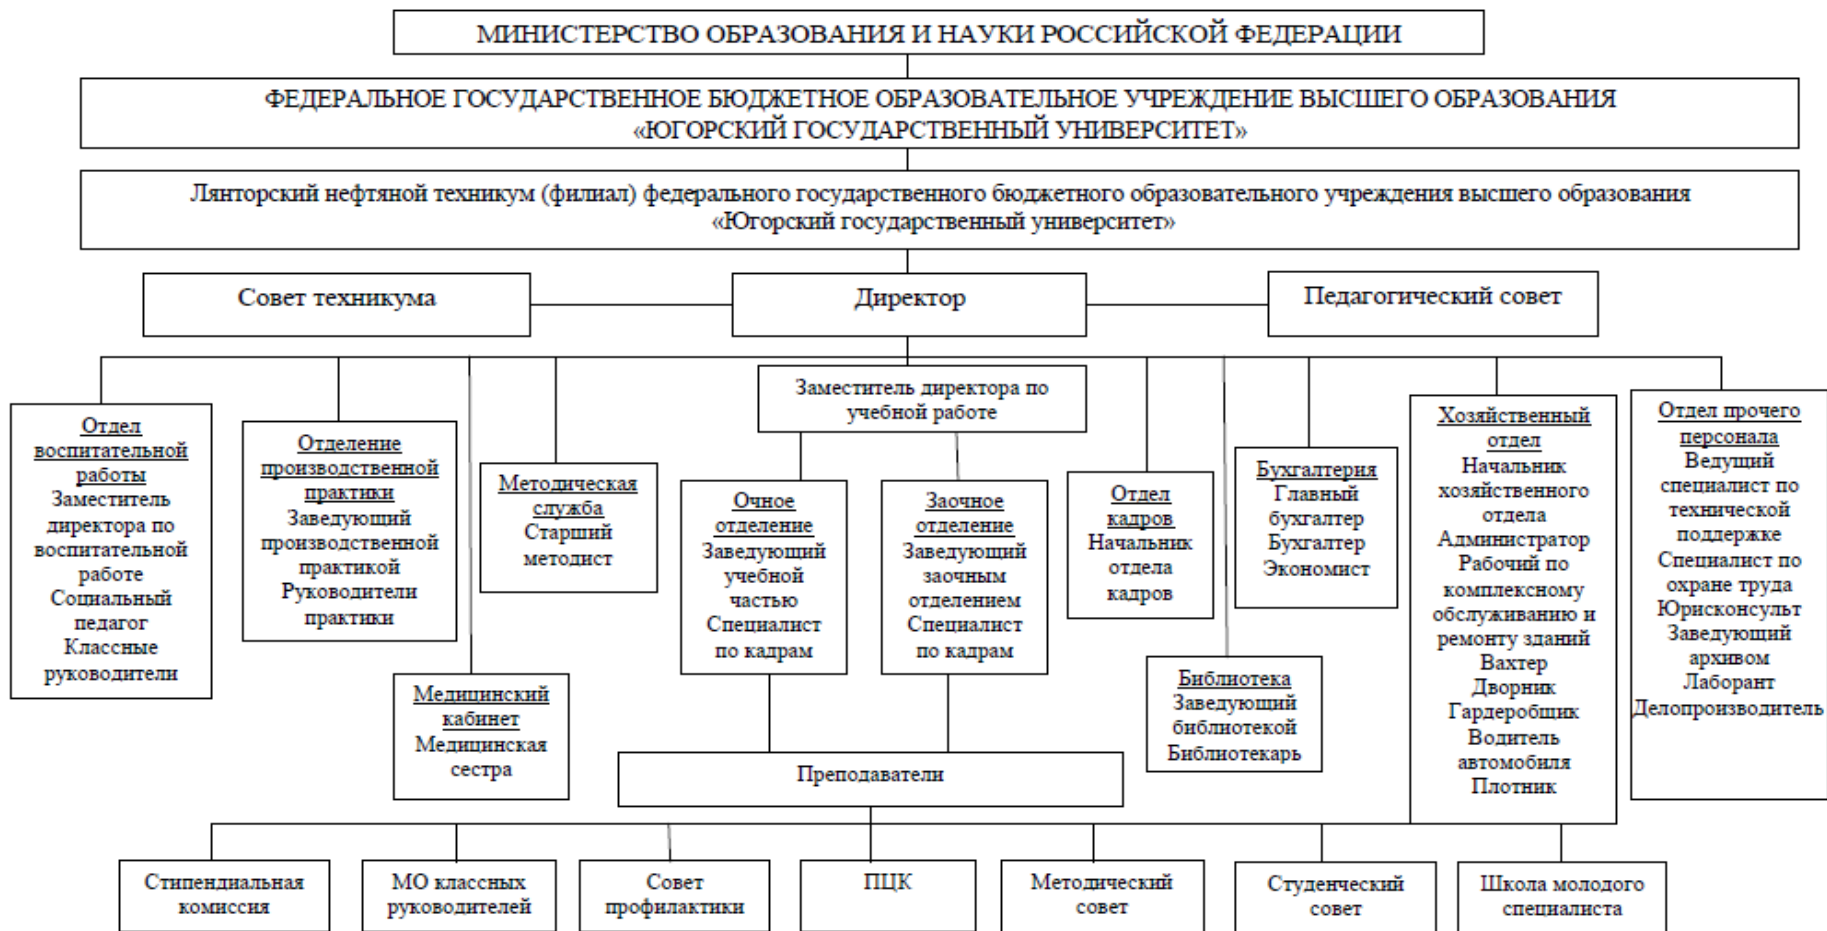 МИНИСТЕРСТВО ОБРАЗОВАНИЯ И НАУКИ РОССИЙСКОЙ ФЕДЕРАЦИИ
ФЕДЕРАЛЬНОЕ ГОСУДАРСТВЕННОЕ БЮДЖЕТНОЕ ОБРАЗОВАТЕЛЬНОЕ УЧРЕЖДЕНИЕ ВЫСШЕГО ОБРАЗОВАНИЯ
«ЮГОРСКИЙ ГОСУДАРСТВЕННЫЙ УНИВЕРСИТЕТ»
Лянторский нефтяной техникум (филиал) федерального государственного бюджетного образовательного учреждения высшего образования
«Югорский государственный университет»
Совет техникума
Директор
Педагогический совет
Заместитель директора по
учебной работе
Отдел
воспитательной
работы
Заместитель
директора по
воспитательной
работе
Социальный
педагог
Классные
руководители
Отделение
производственной
практики
Заведующий
производственной
практикой
Руководители
практики
Медицинский
кабинет
Медицинская
сестра
Методическая
служба
Старший
методист
Очное
отделение
Заведующий
учебной
частью
Специалист
по кадрам
Заочное
отделение
Заведующий
заочным
отделением
Специалист
по кадрам
Отдел
кадров
Начальник
отдела
кадров
Библиотека
Заведующий
библиотекой
Библиотекарь
Бухгалтерия
Главный
бухгалтер
Бухгалтер
Экономист
Хозяйственный
отдел
Начальник
хозяйственного
отдела
Администратор
Рабочий по
комплексному
обслуживанию и
ремонту зданий
Вахтер
Дворник
Гардеробщик
Водитель
автомобиля
Плотник
Отдел прочего
персонала
Ведущий
специалист по
технической
поддержке
Специалист по
охране труда
Юрисконсульт
Заведующий
архивом
Лаборант
Делопроизводитель
Преподаватели
Стипендиальная
комиссия
МО классных
руководителей
Совет
профилактики
ПЦК
Методический
совет
Студенческий
совет
Школа молодого
специалиста